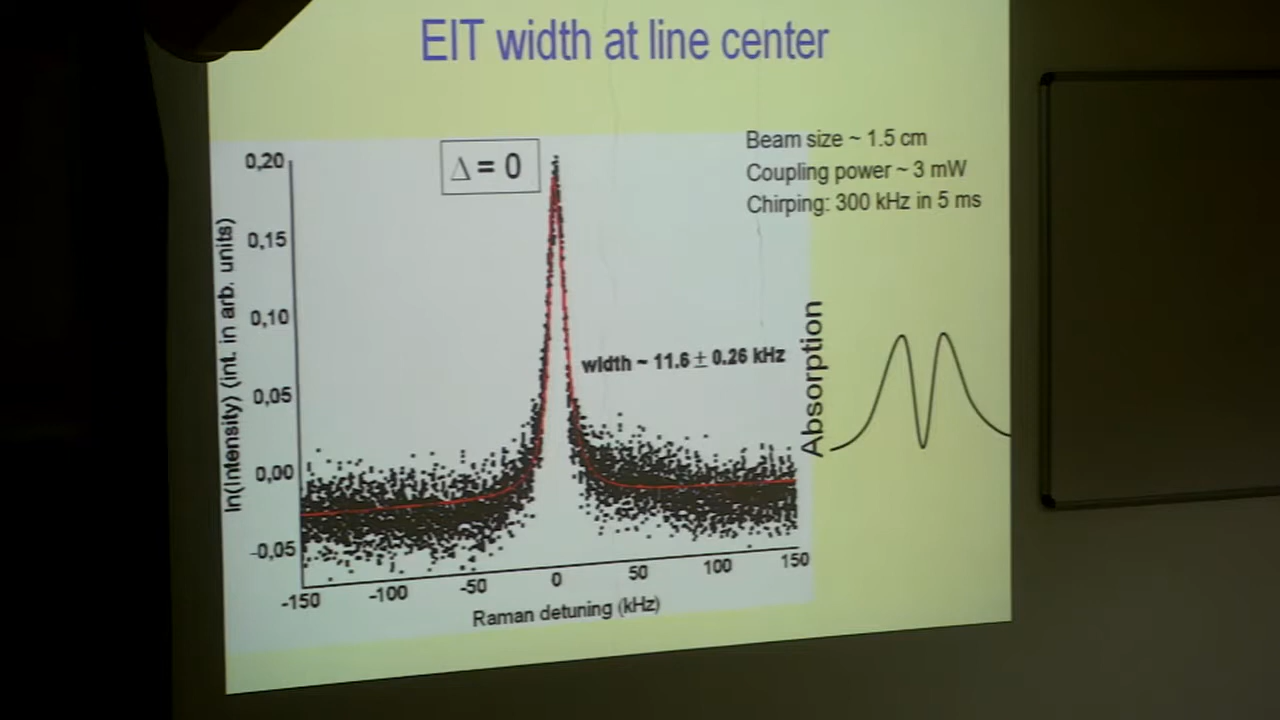 EIT width at line center
Beam size ~ 1.5 cm
Coupling power ~ 3 mW
Chirping: 300 kHz in 5 ms
Δ = 0
ln(Intensity) (int. in arb. units)
0,20
0,15
0,10
0,05
0,00
-0,05
width ~ 11.6 ± 0.26 kHz
-150
-100
-50
0
50
100
150
Raman detuning (kHz)
Absorption